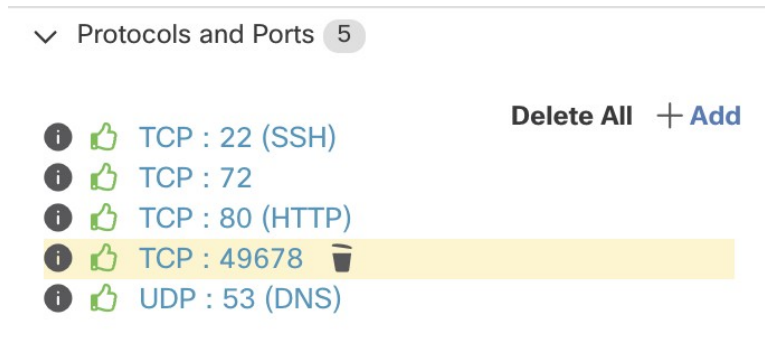 Protocols and Ports 5
Delete All + Add
TCP : 22 (SSH)
TCP : 72
TCP : 80 (HTTP)
TCP : 49678
UDP : 53 (DNS)